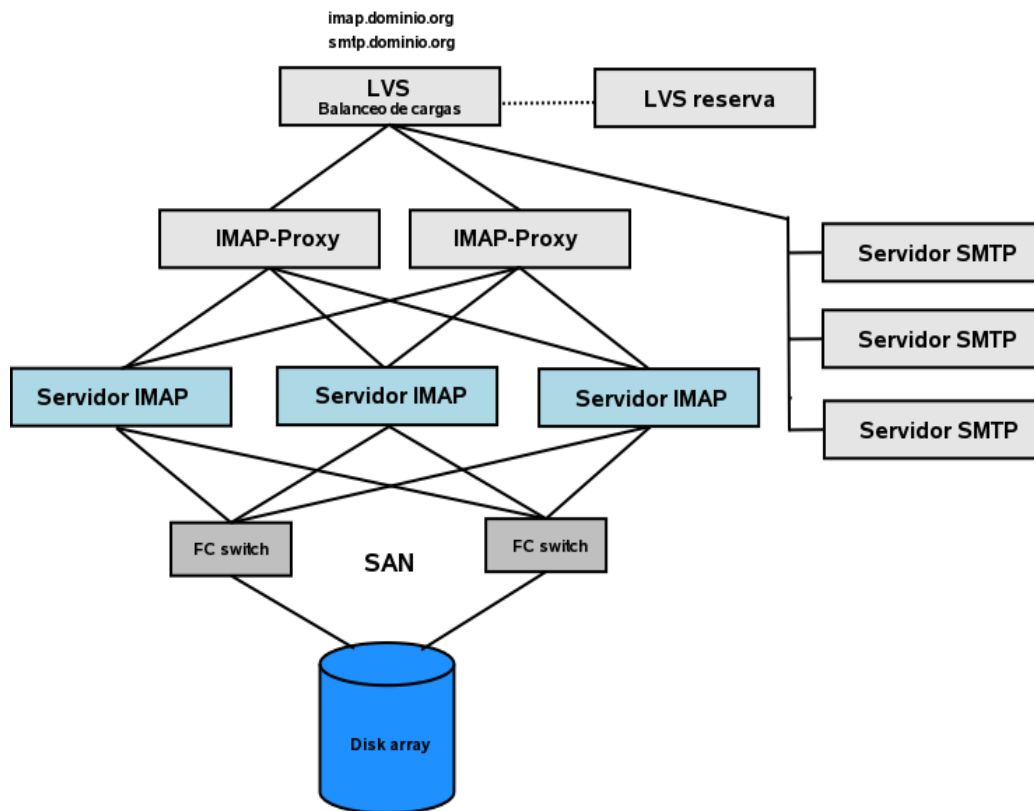 imap.dominio.org
smtp.dominio.org
LVS
Balanceo de cargas
LVS reserva
IMAP-Proxy
IMAP-Proxy
Servidor SMTP
Servidor SMTP
Servidor SMTP
Servidor IMAP
Servidor IMAP
Servidor IMAP
FC switch
SAN
FC switch
Disk array